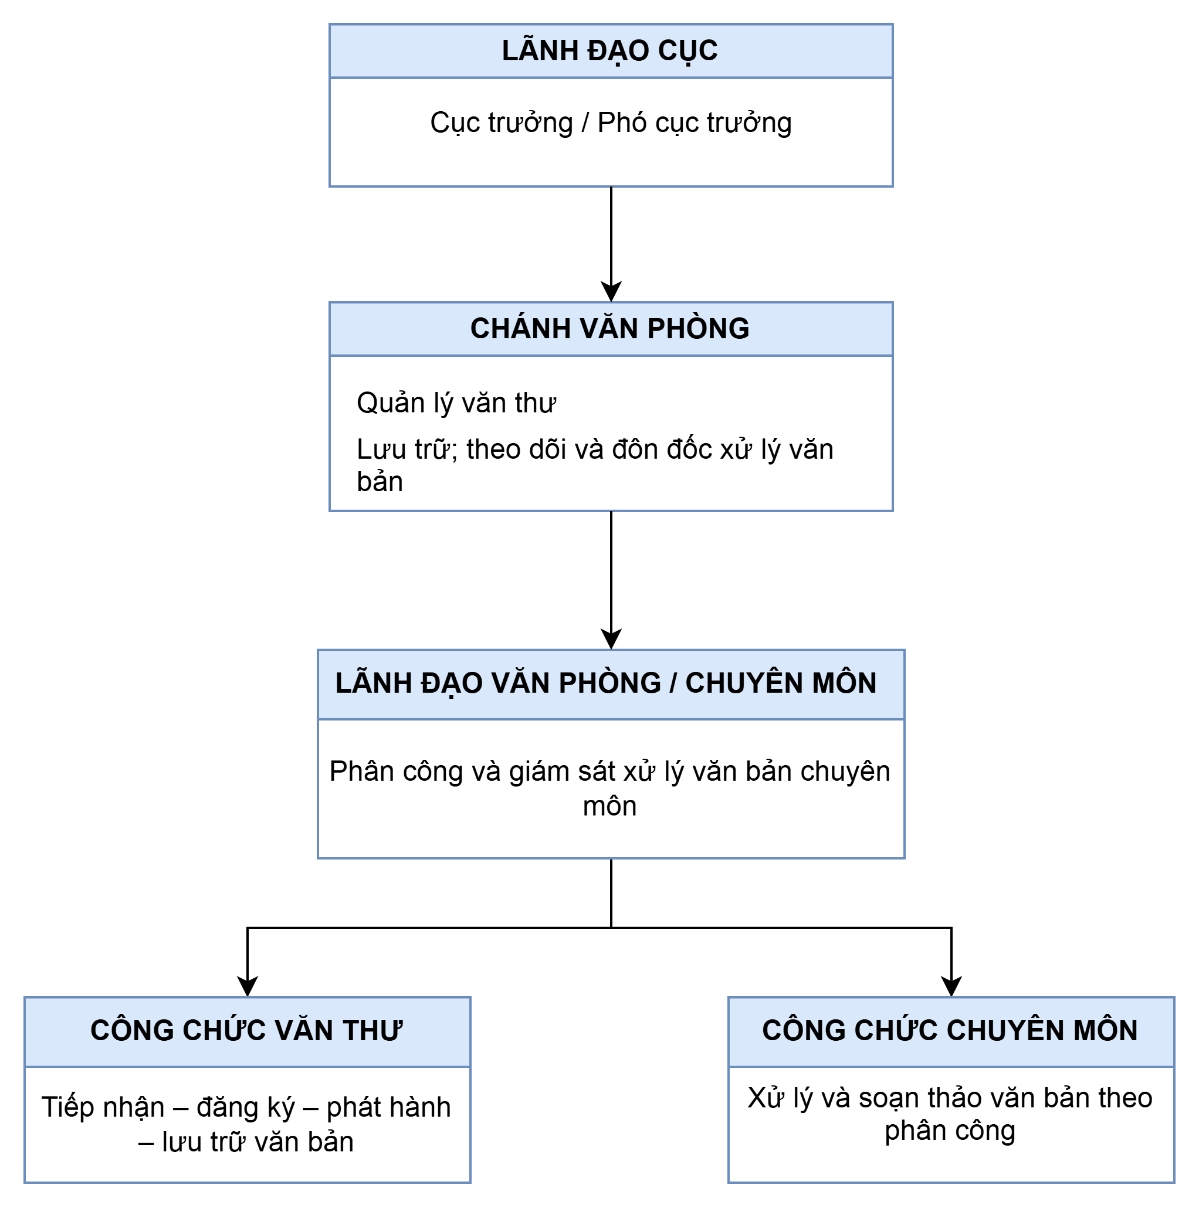 LÃNH ĐẠO CỤC
Cục trưởng / Phó cục trưởng
CHÁNH VĂN PHÒNG
Quản lý văn thư
Lưu trữ; theo dõi và đôn đốc xử lý văn
bản
LÃNH ĐẠO VĂN PHÒNG / CHUYÊN MÔN
Phân công và giám sát xử lý văn bản chuyên
môn
CÔNG CHỨC VĂN THƯ
Tiếp nhận – đăng ký – phát hành
– lưu trữ văn bản
CÔNG CHỨC CHUYÊN MÔN
Xử lý và soạn thảo văn bản theo
phân công